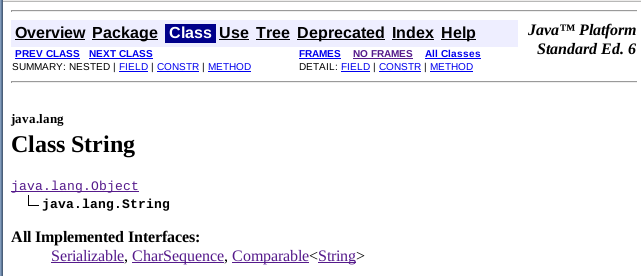 Overview Package Class Use Tree Deprecated Index Help
Java™ Platform
Standard Ed. 6
PREV CLASS NEXT CLASS FRAMES NO FRAMES All Classes
SUMMARY: NESTED | FIELD | CONSTR | METHOD DETAIL: FIELD | CONSTR | METHOD
java.lang
Class String
java.lang.Object
java.lang.String
All Implemented Interfaces:
Serializable, CharSequence, Comparable<String>